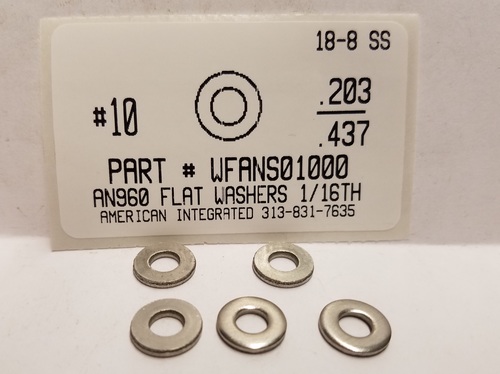 18-8 SS
#10
.203
.437
PART # WFANS01000
AN960 FLAT WASHERS 1/16TH
AMERICAN INTEGRATED 313-831-7635